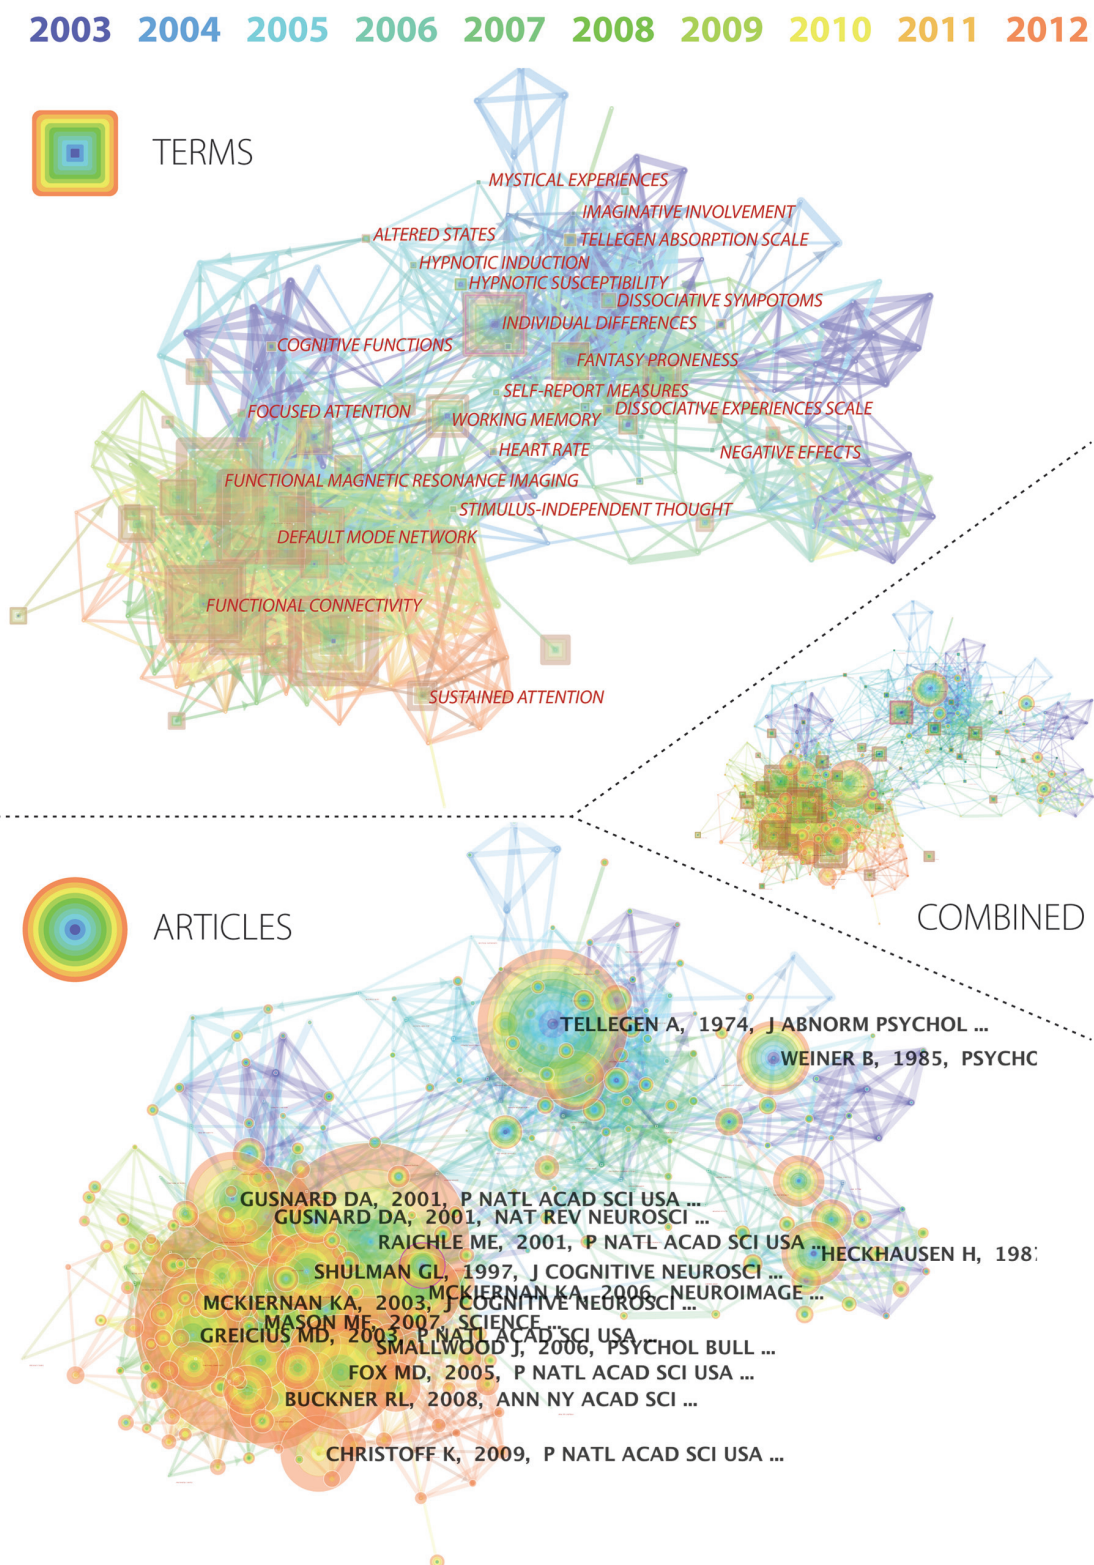 2003 2004 2005 2006 2007 2008 2009 2010 2011 2012
TERMS
MYSTICAL EXPERIENCES
IMAGINATIVE INVOLVEMENT
ALTERED STATES
TELLEGEN ABSORPTION SCALE
HYPNOTIC INDUCTION
HYPNOTIC SUSCEPTIBILITY
DISSOCIATIVE SYMPOTOMS
INDIVIDUAL DIFFERENCES
COGNITIVE FUNCTIONS
FANTASY PRONENESS
SELF-REPORT MEASURES
FOCUSED ATTENTION
DISSOCIATIVE EXPERIENCES SCALE
WORKING MEMORY
HEART RATE
NEGATIVE EFFECTS
FUNCTIONAL MAGNETIC RESONANCE IMAGING
STIMULUS-INDEPENDENT THOUGHT
DEFAULT MODE NETWORK
FUNCTIONAL CONNECTIVITY
SUSTAINED ATTENTION
COMBINED
ARTICLES
TELLEGEN A, 1974, J ABNORM PSYCHOL ...
WEINER B, 1985, PSYCHO
GUSNARD DA, 2001, P NATL ACAD SCI USA ...
GUSNARD DA, 2001, NAT REV NEUROSCI ...
RAICHLE ME, 2001, P NATL ACAD SCI USA ...
HECKHAUSEN H, 198
SHULMAN GL, 1997, J COGNITIVE NEUROSCI ...
MCKIERNAN KA, 2006, NEUROIMAGE ...
MCKIERNAN KA, 2003, J COGNITIVE NEUROSCI ...
MASON MF, 2007, SCIENCE ...
GREICIUS MD, 2003, P NATL ACAD SCI USA ...
SMALLWOOD J, 2006, PSYCHOL BULL ...
FOX MD, 2005, P NATL ACAD SCI USA ...
BUCKNER RL, 2008, ANN NY ACAD SCI ...
CHRISTOFF K, 2009, P NATL ACAD SCI USA ...